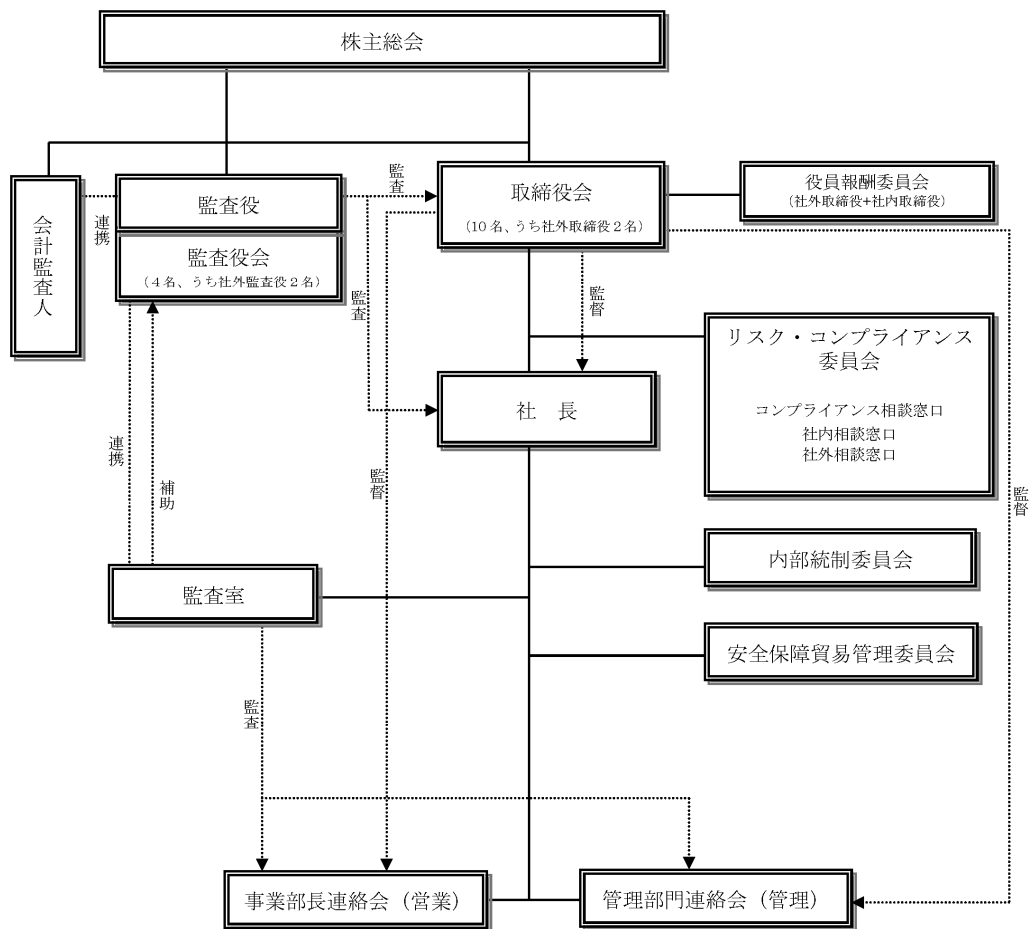 株主総会
会計監査人
連携
監査役
監査役会
(４名、うち社外監査役２名)
監査
監査
取締役会
(10名、うち社外取締役２名)
役員報酬委員会
(社外取締役+社内取締役)
監督
リスク・コンプライアンス
委員会
コンプライアンス相談窓口
社内相談窓口
社外相談窓口
社　長
連携
補助
監督
監督
内部統制委員会
監査室
安全保障貿易管理委員会
監査
事業部長連絡会（営業）
管理部門連絡会（管理）